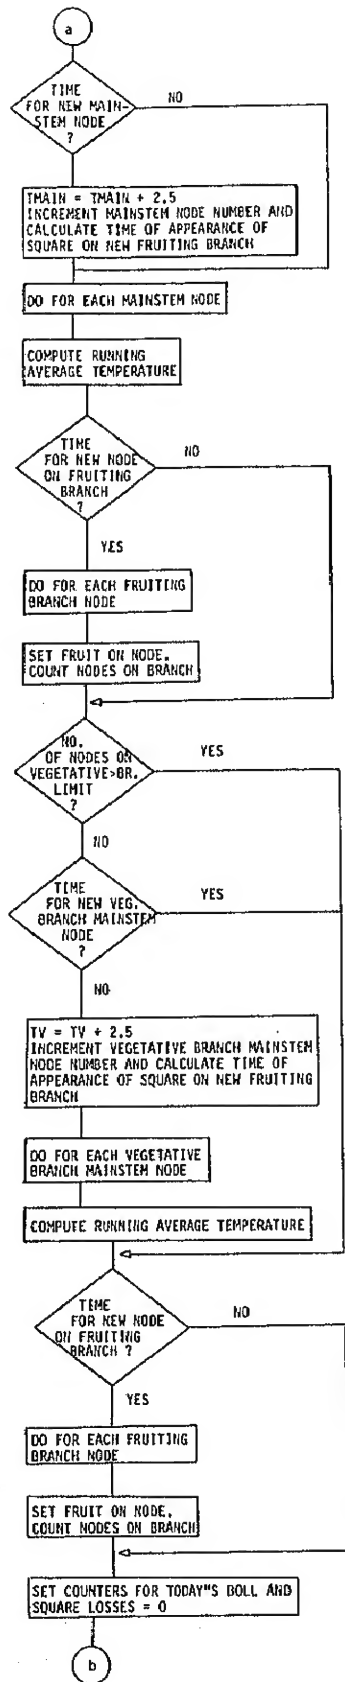 a
TIME
FOR NEW MAIN-
STEM NODE
?
NO
TMAIN = TMAIN + 2.5
INCREMENT MAINSTEM NODE NUMBER AND
CALCULATE TIME OF APPEARANCE OF
SQUARE ON NEW FRUITING BRANCH
DO FOR EACH MAINSTEM NODE
COMPUTE RUNNING
AVERAGE TEMPERATURE
TIME
FOR NEW NODE
ON FRUITING
BRANCH
?
NO
YES
DO FOR EACH FRUITING
BRANCH NODE
SET FRUIT ON NODE.
COUNT NODES ON BRANCH
NO.
OF NODES ON
VEGETATIVE>BR.
LIMIT
?
YES
NO
TIME
FOR NEW VEG.
BRANCH MAINSTEM
NODE
?
YES
NO
TV = TV + 2.5
INCREMENT VEGETATIVE BRANCH MAINSTEM
NODE NUMBER AND CALCULATE TIME OF
APPEARANCE OF SQUARE ON NEW FRUITING
BRANCH
DO FOR EACH VEGETATIVE
BRANCH MAINSTEM NODE
COMPUTE RUNNING AVERAGE TEMPERATURE
TIME
FOR NEW NODE
ON FRUITING
BRANCH ?
NO
YES
DO FOR EACH FRUITING
BRANCH NODE
SET FRUIT ON NODE.
COUNT NODES ON BRANCH
SET COUNTERS FOR TODAY"S BOLL AND
SQUARE LOSSES = 0
b